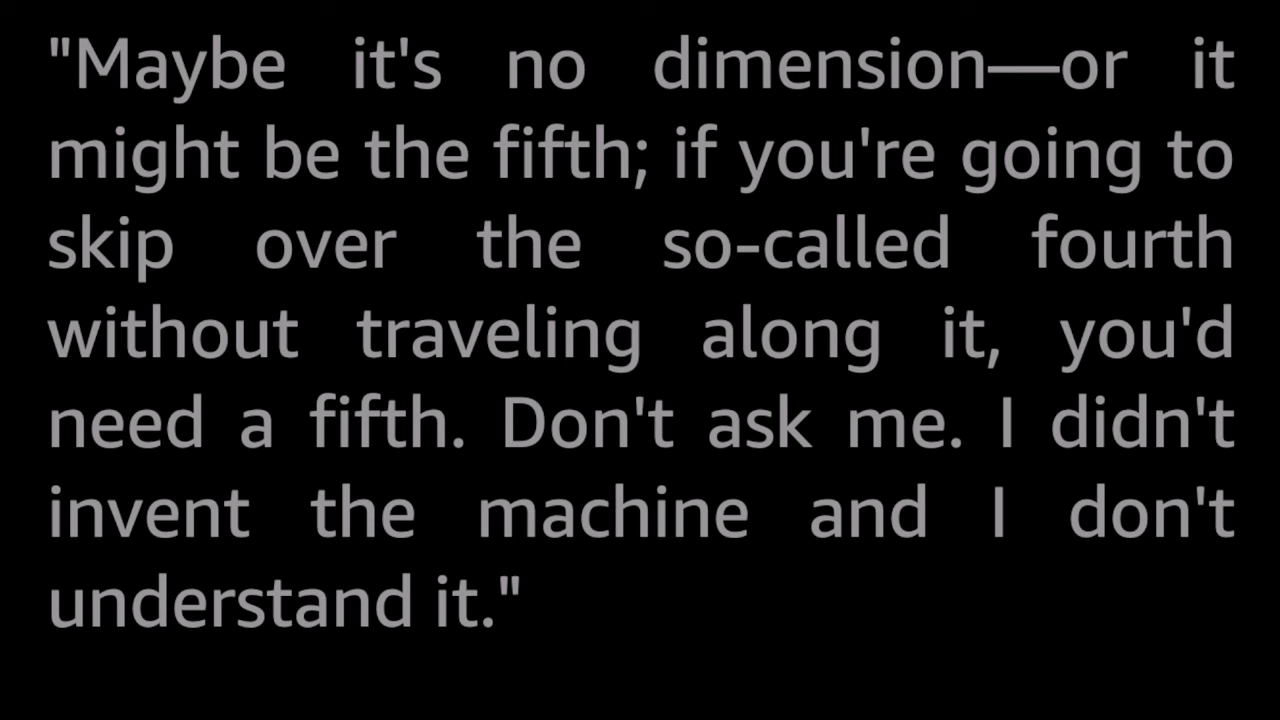 "Maybe it's no dimension—or it
might be the fifth; if you're going to
skip over the so-called fourth
without traveling along it, you'd
need a fifth. Don't ask me. I didn't
invent the machine and I don't
understand it."